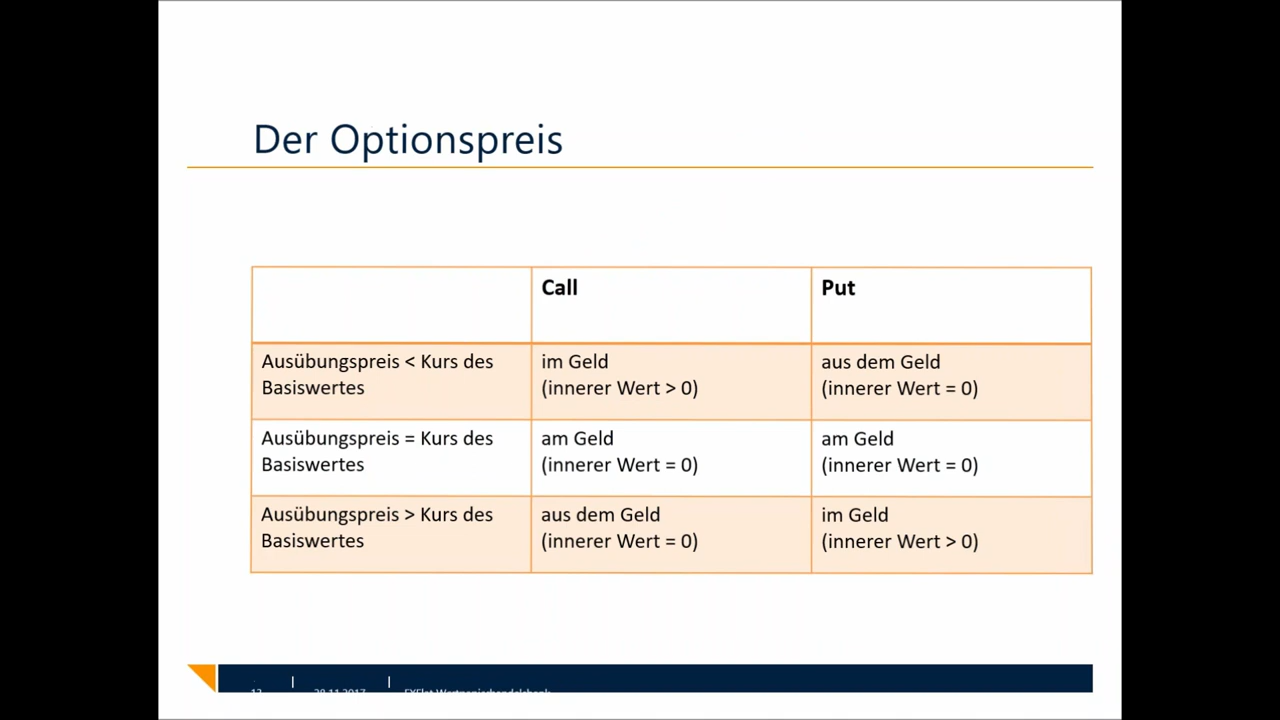 Der Optionspreis
Call
Put
Ausübungspreis < Kurs des
Basiswertes
im Geld
(innerer Wert > 0)
aus dem Geld
(innerer Wert = 0)
Ausübungspreis = Kurs des
Basiswertes
am Geld
(innerer Wert = 0)
am Geld
(innerer Wert = 0)
Ausübungspreis > Kurs des
Basiswertes
aus dem Geld
(innerer Wert = 0)
im Geld
(innerer Wert > 0)